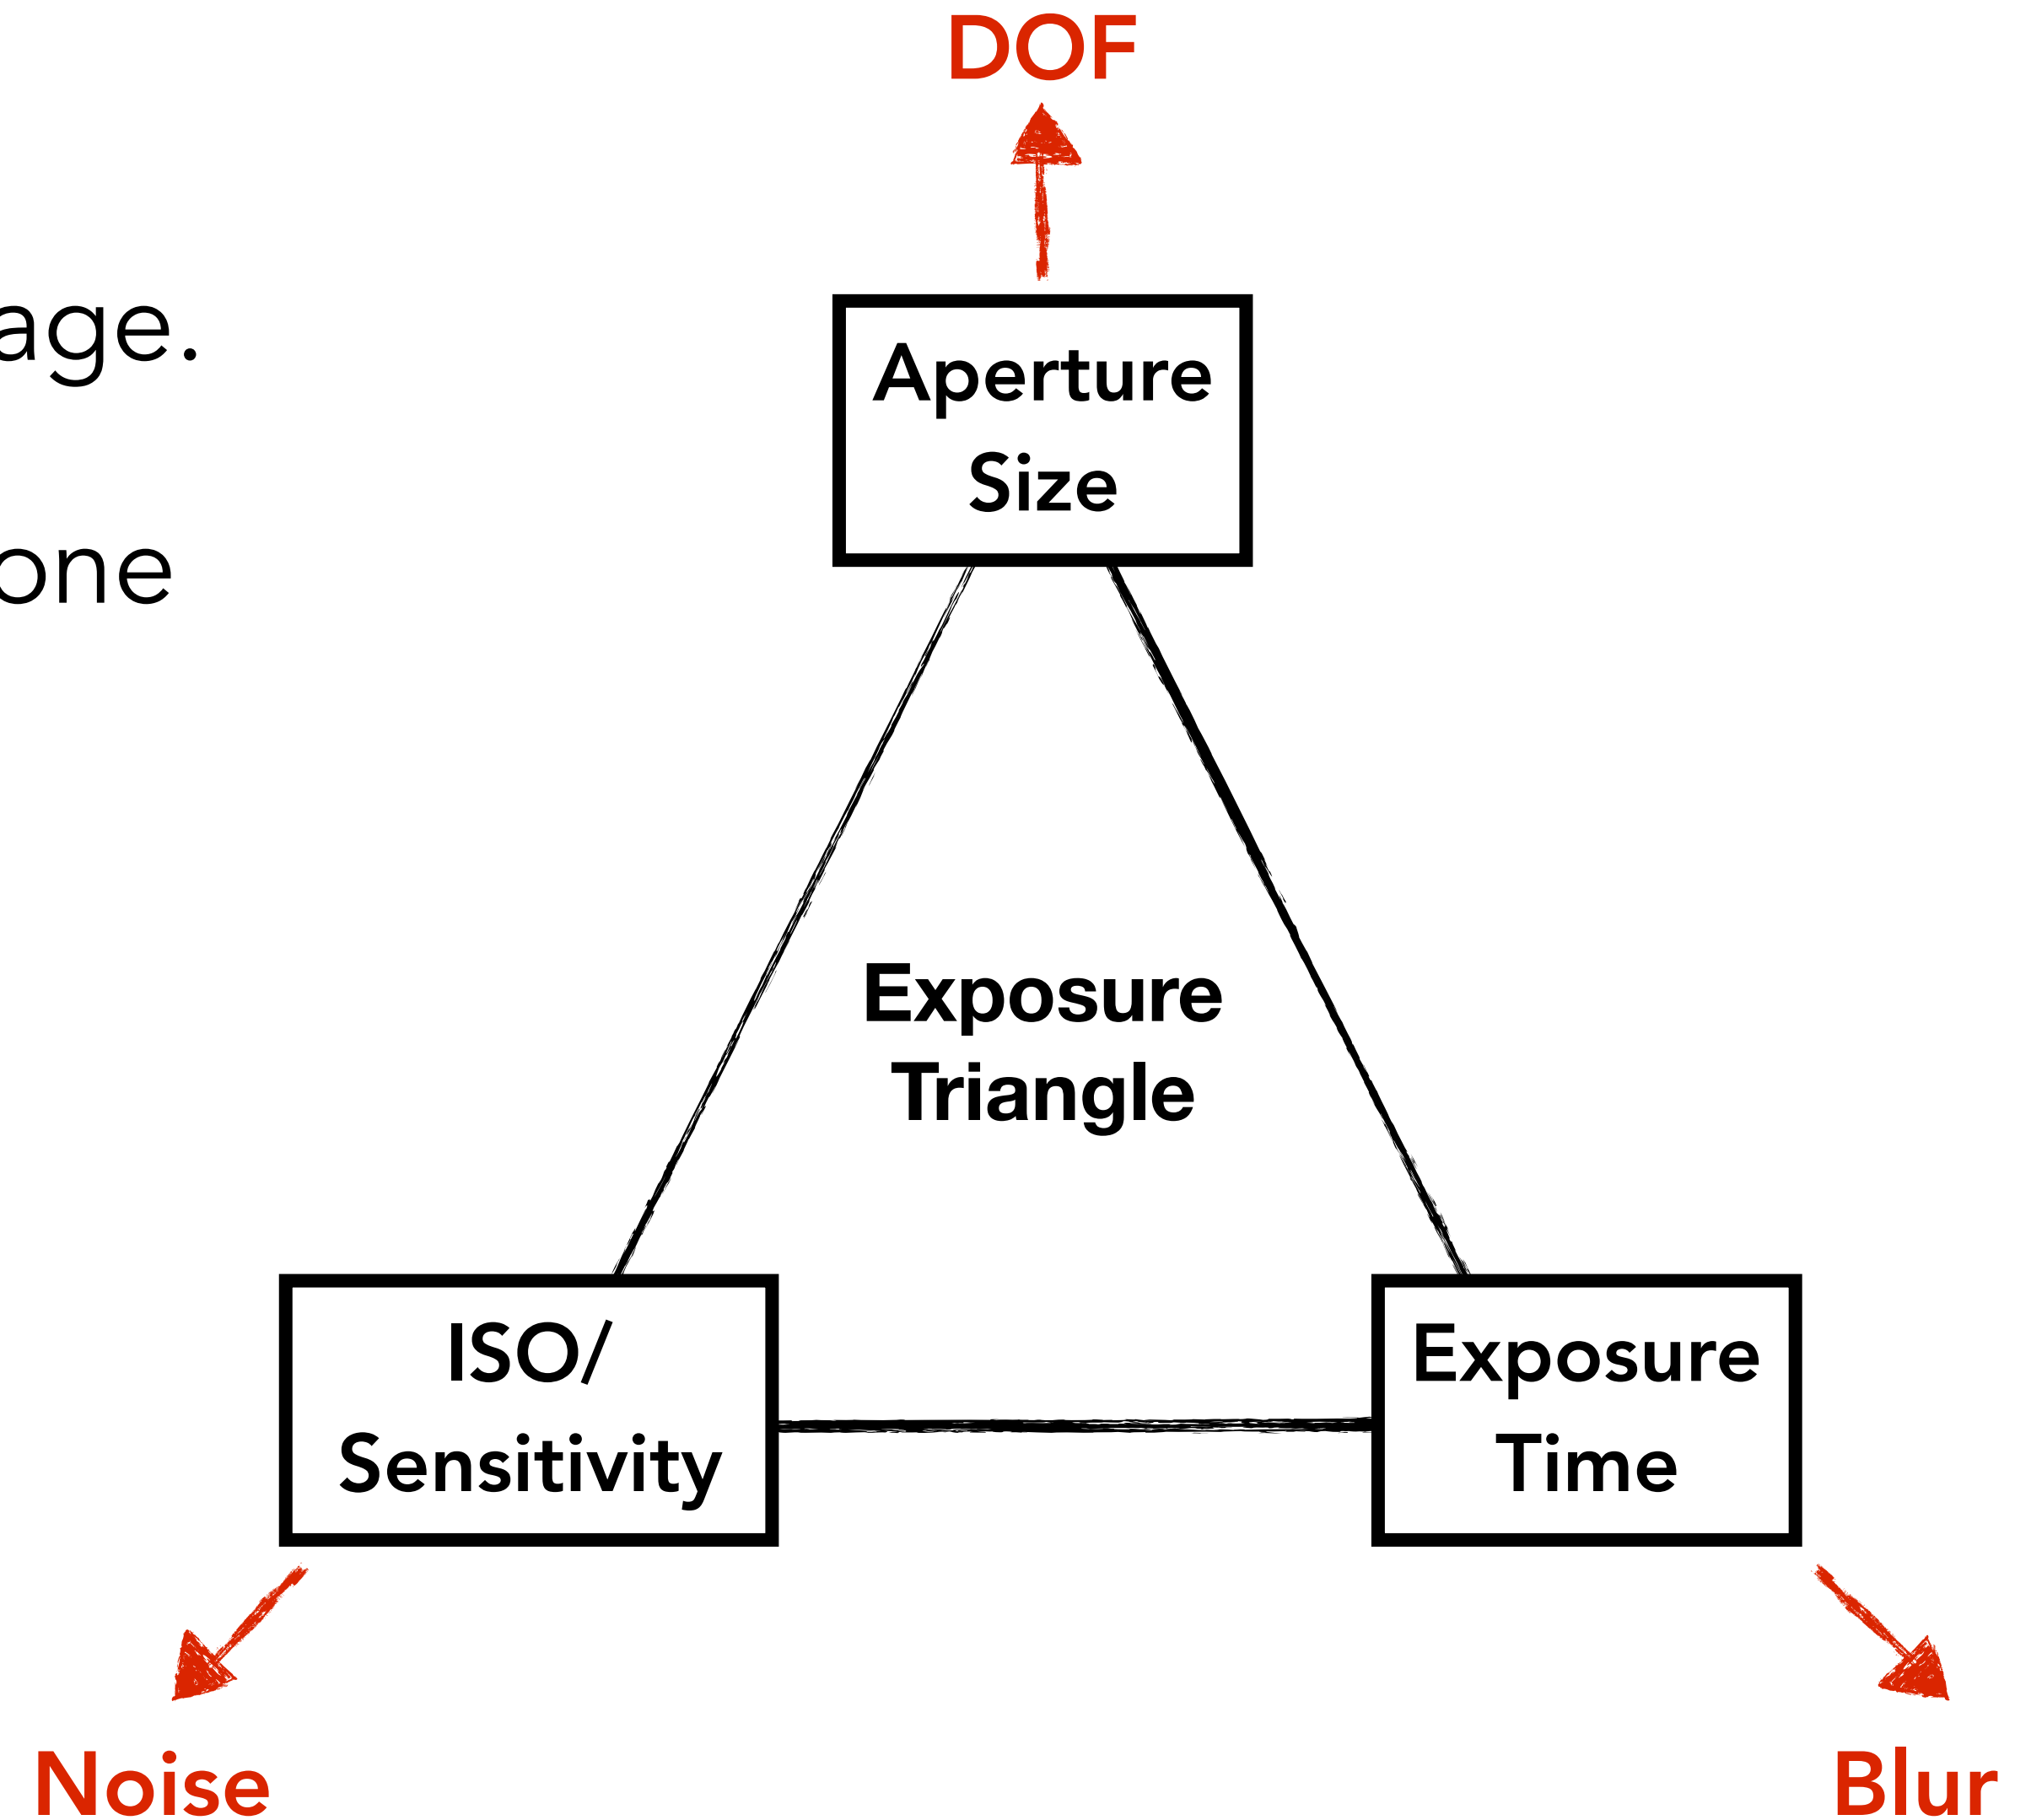 DOF
age.
one
Aperture
Size
Exposure
Triangle
ISO/
Sensitivity
Exposure
Time
Noise
Blur